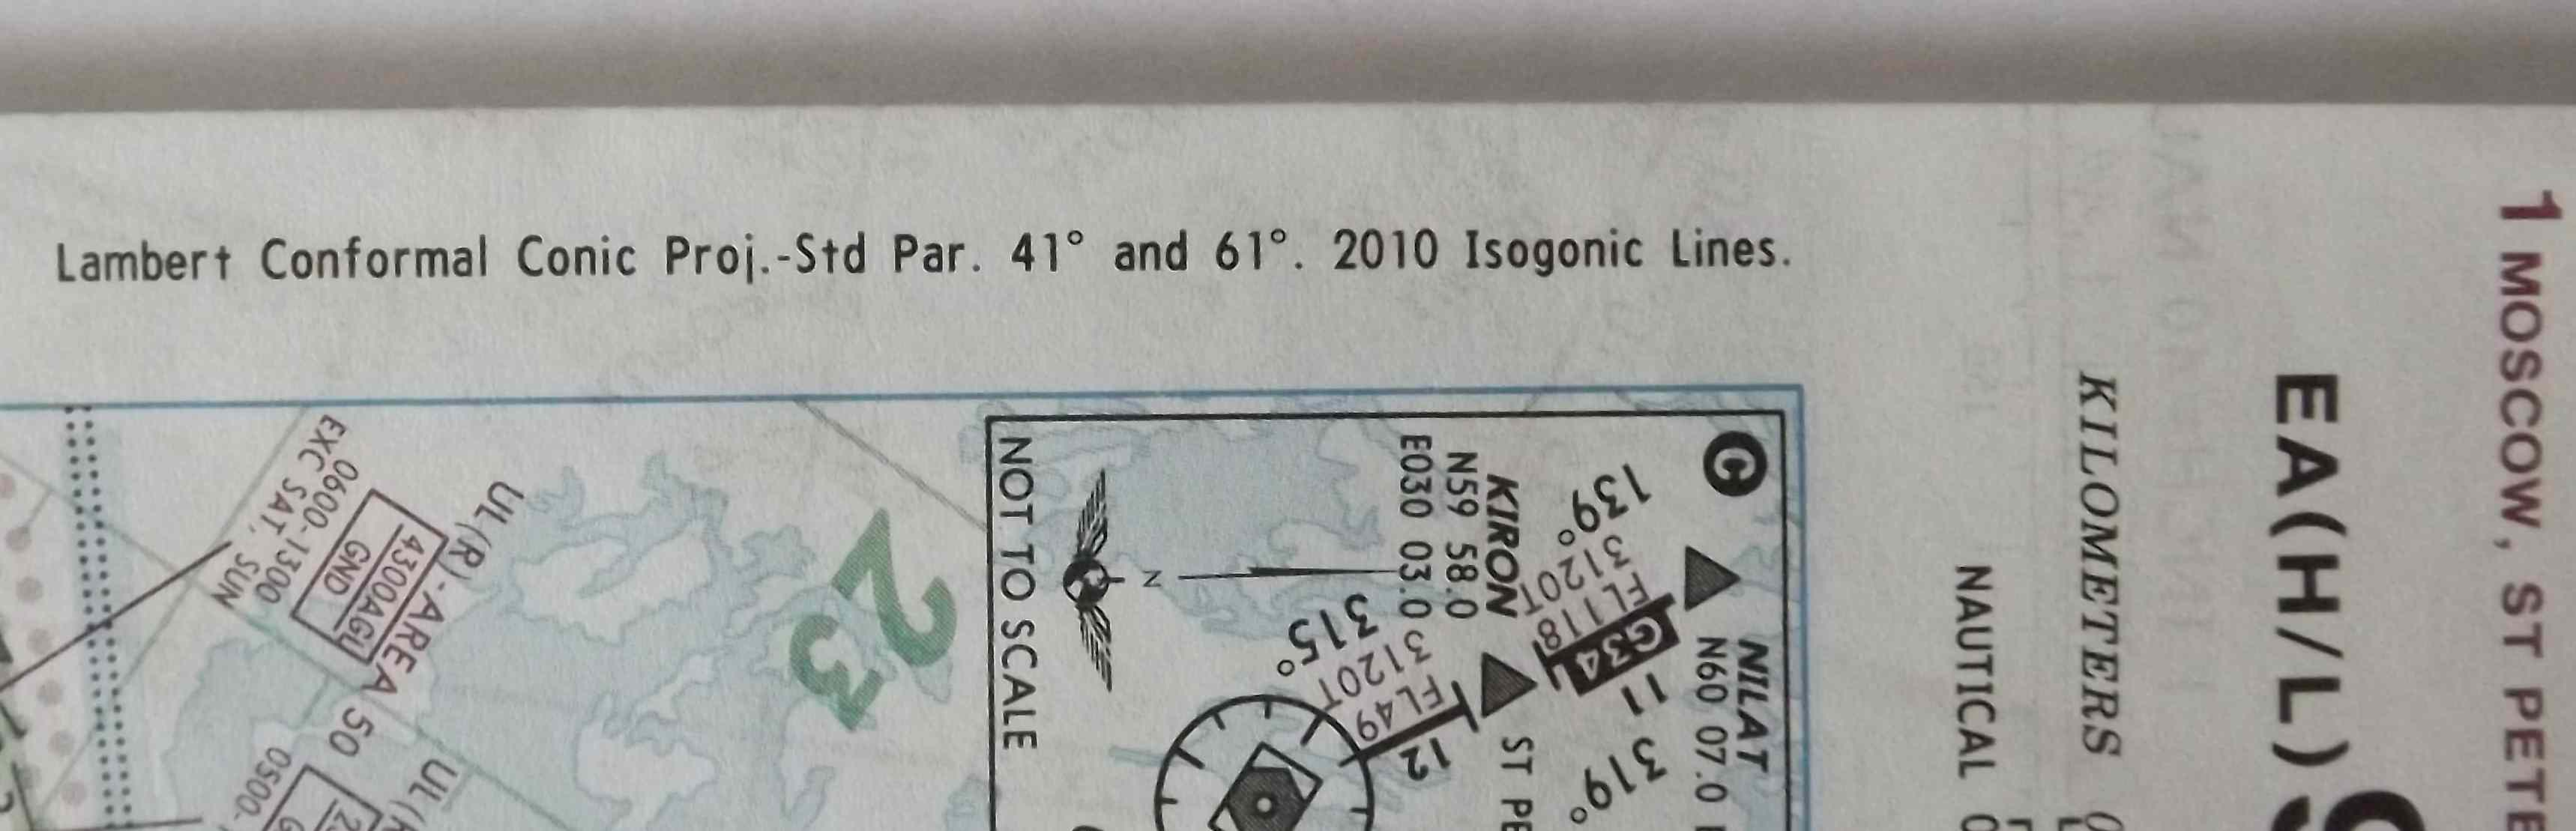 Lambert Conformal Conic Proj.-Std Par. 41° and 61°. 2010 Isogonic Lines.
1 MOSCOW, ST PETE
EA(H/L)
KILOMETERS 0
NAUTICAL
C
NILAT
N60 07.0
139°
3120T
FL118
G34
11
319°
KIRON
N59 58.0
E030 03.0
315°
3120T
FL49
12
ST PE
N
NOT TO SCALE
23
UL(R)-AREA 50
4300AGL
GND
0600-1300
EXC SAT, SUN
UL(R
0500-